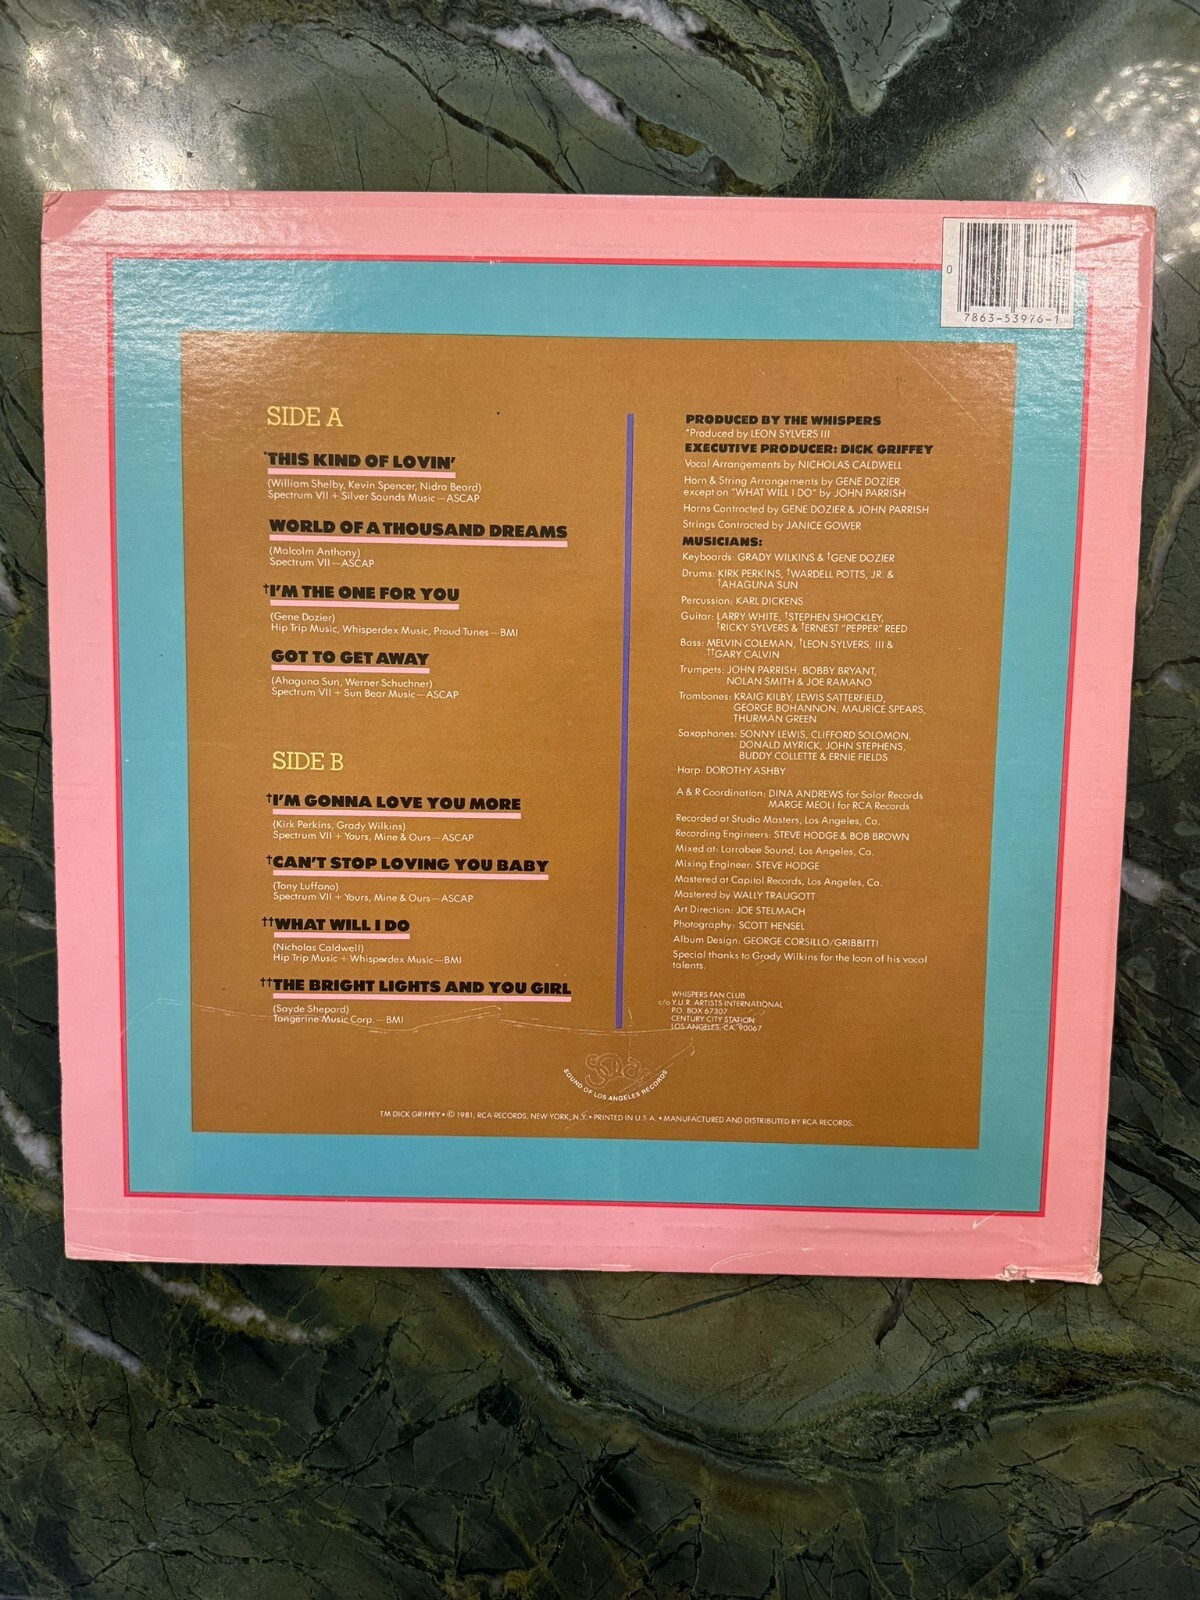 0
7863-53976-1
SIDE A
*THIS KIND OF LOVIN'
(William Shelby, Kevin Spencer, Nidra Beard)
Spectrum VII + Silver Sounds Music—ASCAP
WORLD OF A THOUSAND DREAMS
(Malcolm Anthony)
Spectrum VII—ASCAP
†I'M THE ONE FOR YOU
(Gene Dozier)
Hip Trip Music, Whisperdex Music, Proud Tunes—BMI
GOT TO GET AWAY
(Ahaguna Sun, Werner Schuchner)
Spectrum VII + Sun Bear Music—ASCAP
SIDE B
†I'M GONNA LOVE YOU MORE
(Kirk Perkins, Grady Wilkins)
Spectrum VII + Yours, Mine & Ours—ASCAP
†CAN'T STOP LOVING YOU BABY
(Tony Luffano)
Spectrum VII + Yours, Mine & Ours—ASCAP
††WHAT WILL I DO
(Nicholas Caldwell)
Hip Trip Music + Whisperdex Music—BMI
††THE BRIGHT LIGHTS AND YOU GIRL
(Sayde Shepard)
Tangerine Music Corp.—BMI
PRODUCED BY THE WHISPERS
*Produced by LEON SYLVERS III
EXECUTIVE PRODUCER: DICK GRIFFEY
Vocal Arrangements by NICHOLAS CALDWELL
Horn & String Arrangements by GENE DOZIER
except on "WHAT WILL I DO" by JOHN PARRISH
Horns Contracted by GENE DOZIER & JOHN PARRISH
Strings Contracted by JANICE GOWER
MUSICIANS:
Keyboards: GRADY WILKINS & †GENE DOZIER
Drums: KIRK PERKINS, †WARDELL POTTS, JR. &
†AHAGUNA SUN
Percussion: KARL DICKENS
Guitar: LARRY WHITE, †STEPHEN SHOCKLEY,
†RICKY SYLVERS & †ERNEST "PEPPER" REED
Bass: MELVIN COLEMAN, †LEON SYLVERS, III &
††GARY CALVIN
Trumpets: JOHN PARRISH, BOBBY BRYANT,
NOLAN SMITH & JOE RAMANO
Trombones: KRAIG KILBY, LEWIS SATTERFIELD,
GEORGE BOHANNON, MAURICE SPEARS,
THURMAN GREEN
Saxophones: SONNY LEWIS, CLIFFORD SOLOMON,
DONALD MYRICK, JOHN STEPHENS,
BUDDY COLLETTE & ERNIE FIELDS
Harp: DOROTHY ASHBY
A & R Coordination: DINA ANDREWS for Solar Records
MARGE MEOLI for RCA Records
Recorded at Studio Masters, Los Angeles, Ca.
Recording Engineers: STEVE HODGE & BOB BROWN
Mixed at: Larrabee Sound, Los Angeles, Ca.
Mixing Engineer: STEVE HODGE
Mastered at Capitol Records, Los Angeles, Ca.
Mastered by WALLY TRAUGOTT
Art Direction: JOE STELMACH
Photography: SCOTT HENSEL
Album Design: GEORGE CORSILLO/GRIBBITT!
Special thanks to Grady Wilkins for the loan of his vocal
talents.
WHISPERS FAN CLUB
c/o Y.U.R. ARTISTS INTERNATIONAL
P.O. BOX 67307
CENTURY CITY STATION
LOS ANGELES, CA. 90067
Solar
SOUND OF LOS ANGELES RECORDS
TM DICK GRIFFEY • © 1981, RCA RECORDS, NEW YORK, N.Y. • PRINTED IN U.S.A. • MANUFACTURED AND DISTRIBUTED BY RCA RECORDS.